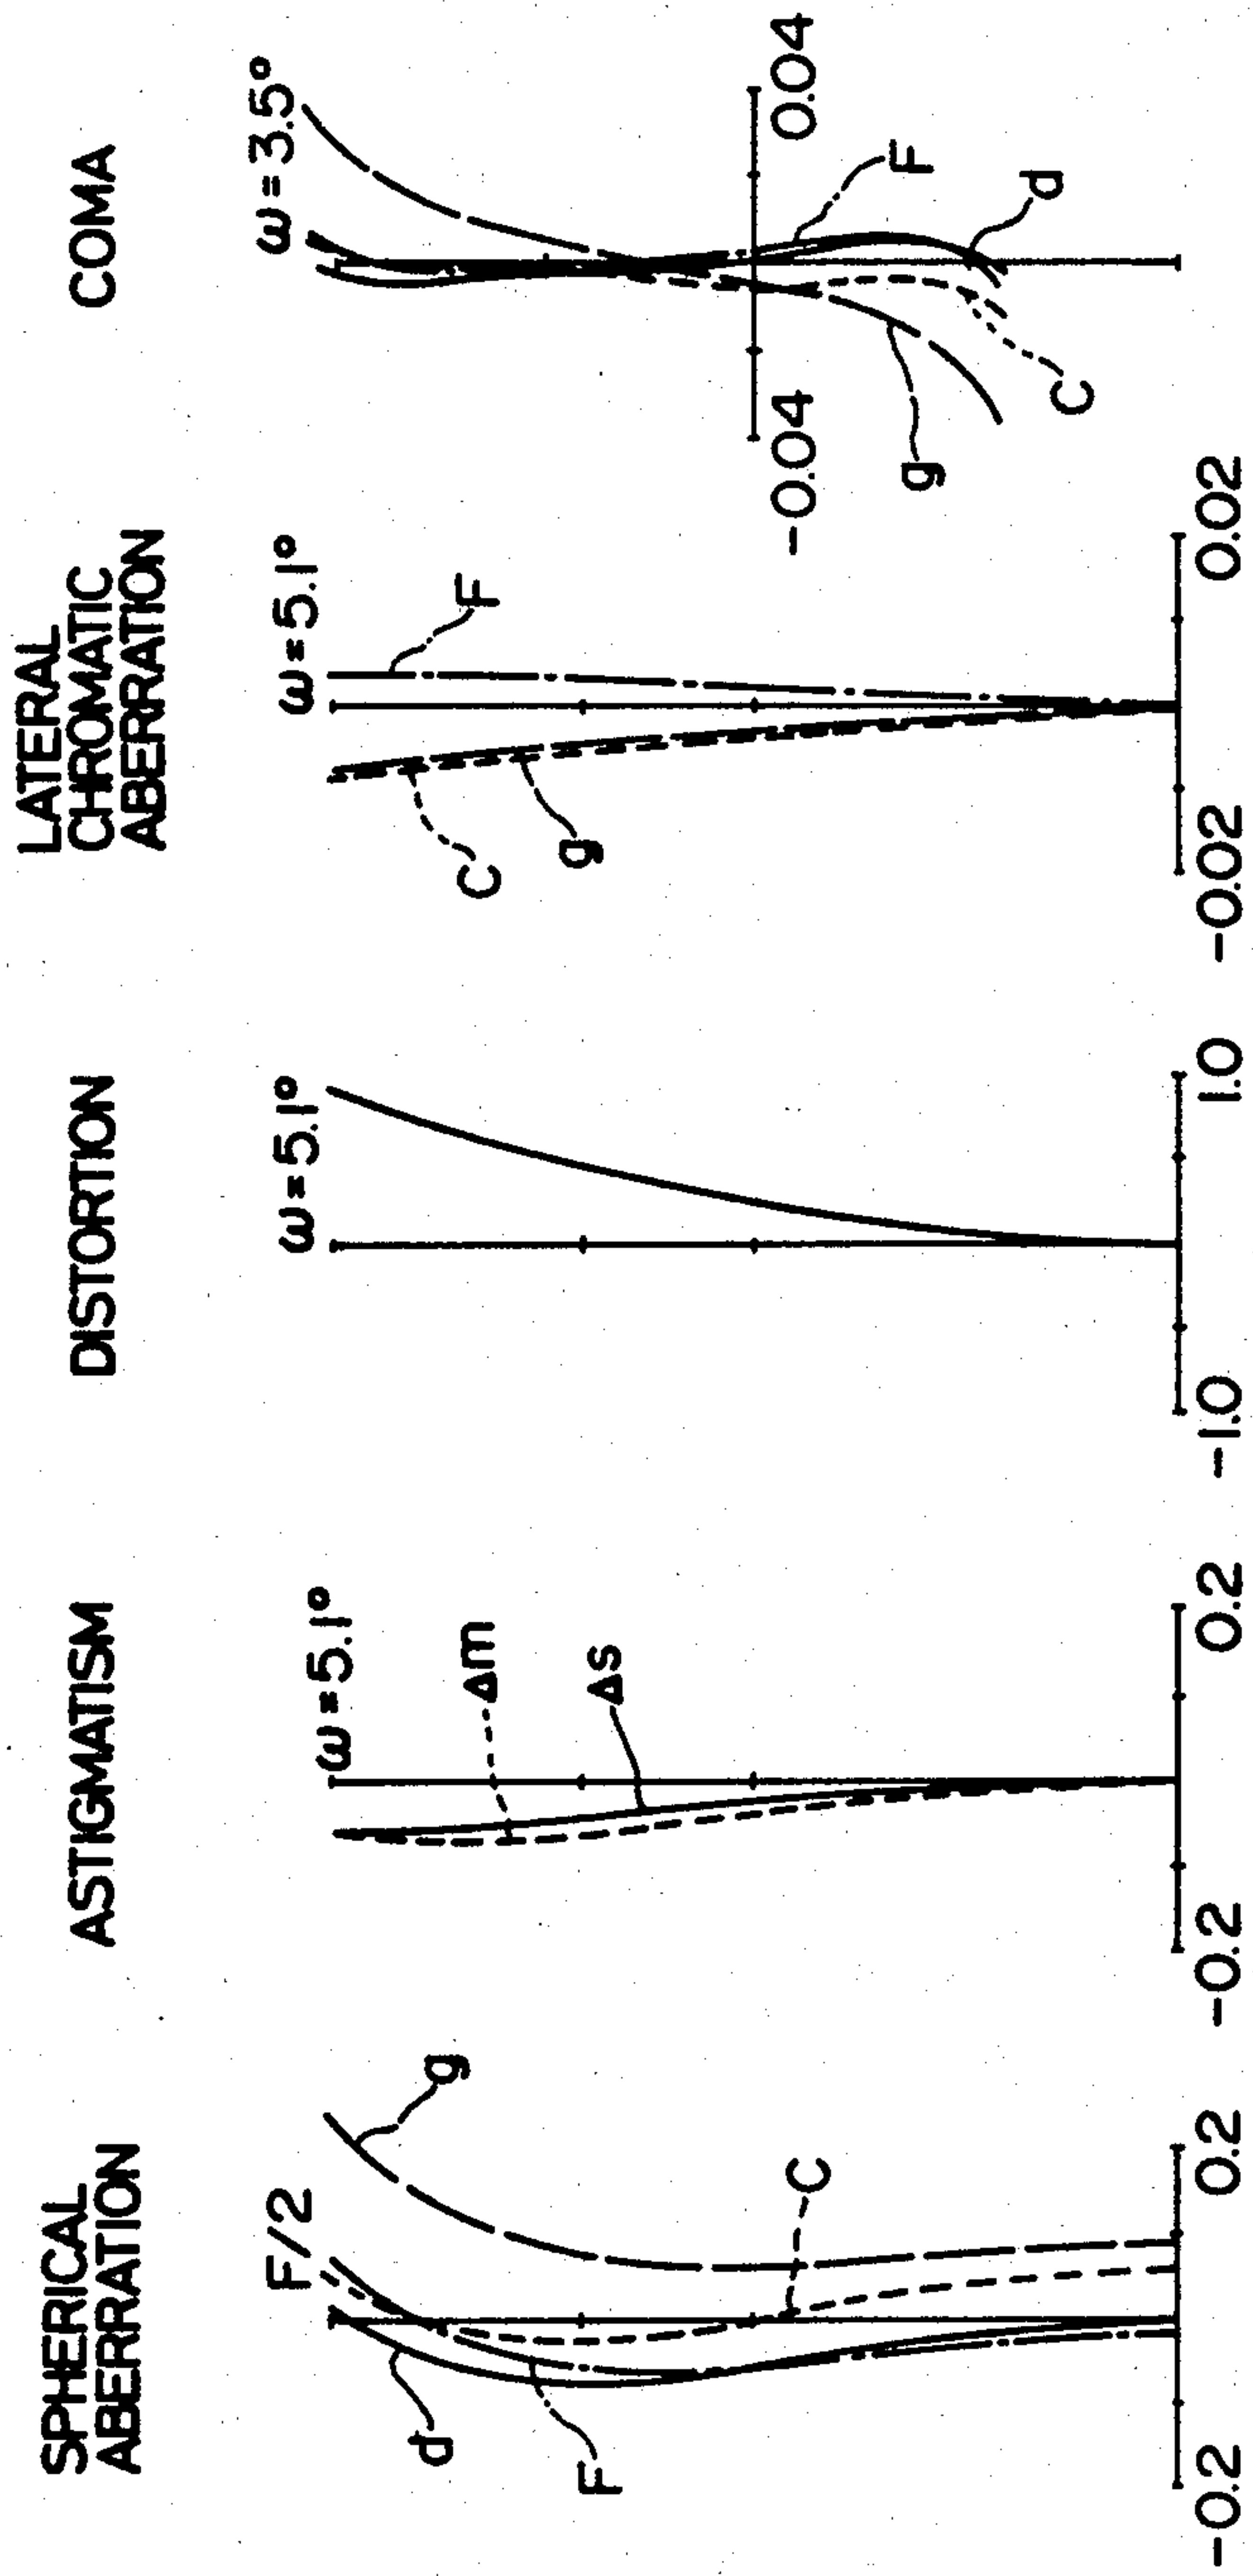 SPHERICAL
ABERRATION
F/2
g
d
F
C
-0.2
0.2
ASTIGMATISM
ω=5.1°
Δm
Δs
-0.2
0.2
DISTORTION
ω=5.1°
-1.0
1.0
LATERAL
CHROMATIC
ABERRATION
ω=5.1°
F
C
g
-0.02
0.02
COMA
ω=3.5°
-0.04
0.04
F
d
g
C